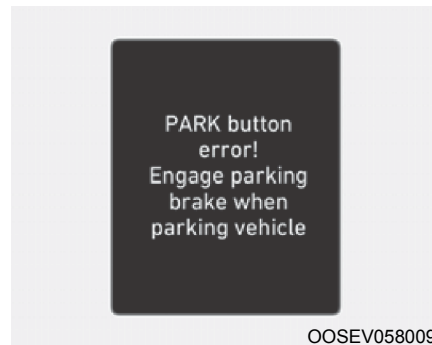 PARK button
error!
Engage parking
brake when
parking vehicle
OOSEV058009